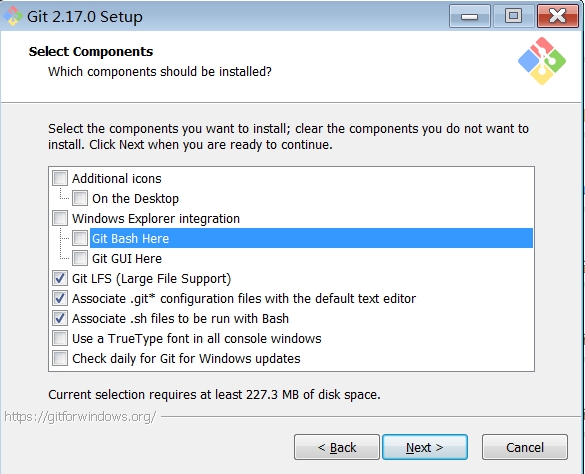 Git 2.17.0 Setup
Select Components
Which components should be installed?
Select the components you want to install; clear the components you do not want to
install. Click Next when you are ready to continue.
Additional icons
On the Desktop
Windows Explorer integration
Git Bash Here
Git GUI Here
Git LFS (Large File Support)
Associate .git* configuration files with the default text editor
Associate .sh files to be run with Bash
Use a TrueType font in all console windows
Check daily for Git for Windows updates
Current selection requires at least 227.3 MB of disk space.
https://gitforwindows.org/
< Back
Next >
Cancel